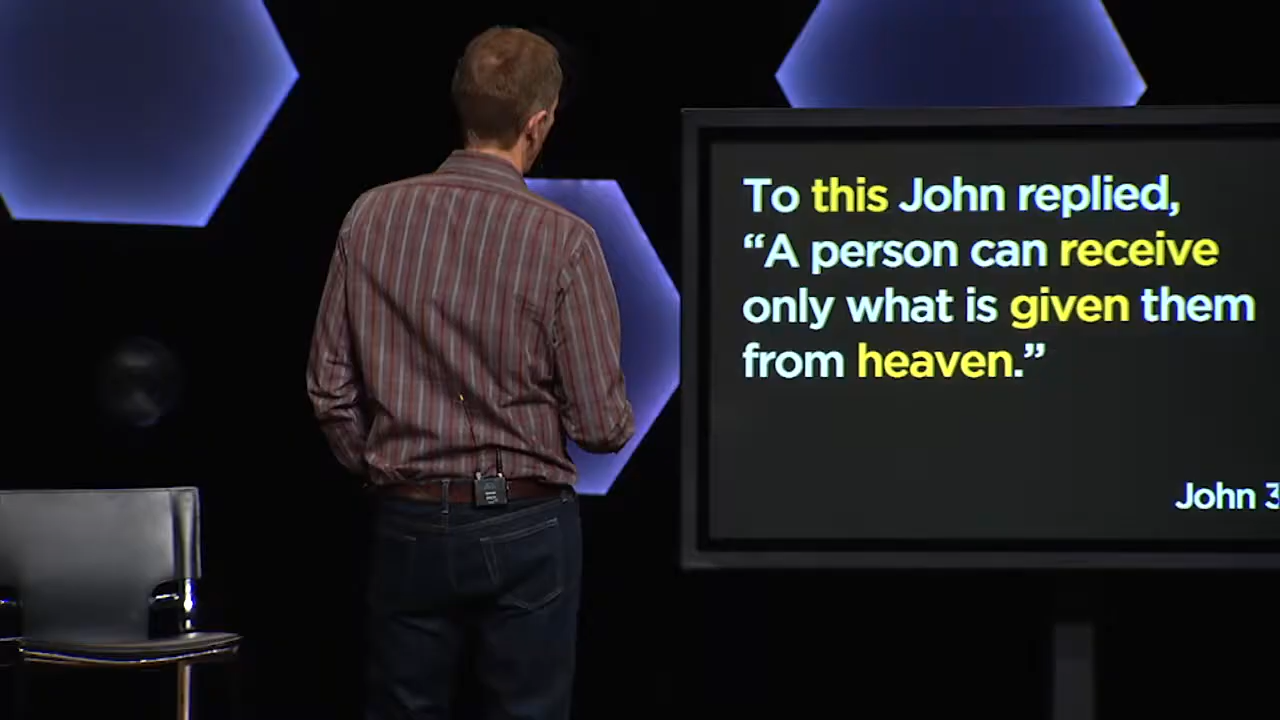 To this John replied,
“A person can receive
only what is given them
from heaven.”
John 3